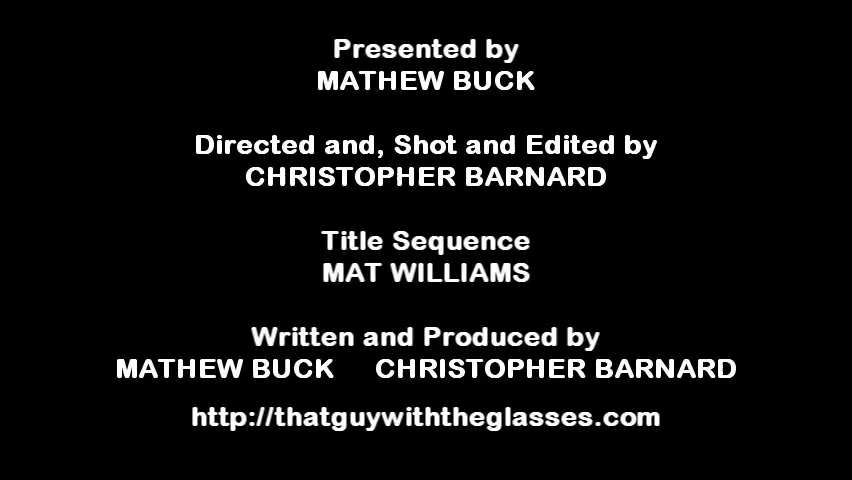 Presented by
MATHEW BUCK
Directed and, Shot and Edited by
CHRISTOPHER BARNARD
Title Sequence
MAT WILLIAMS
Written and Produced by
MATHEW BUCK CHRISTOPHER BARNARD
http://thatguywiththeglasses.com